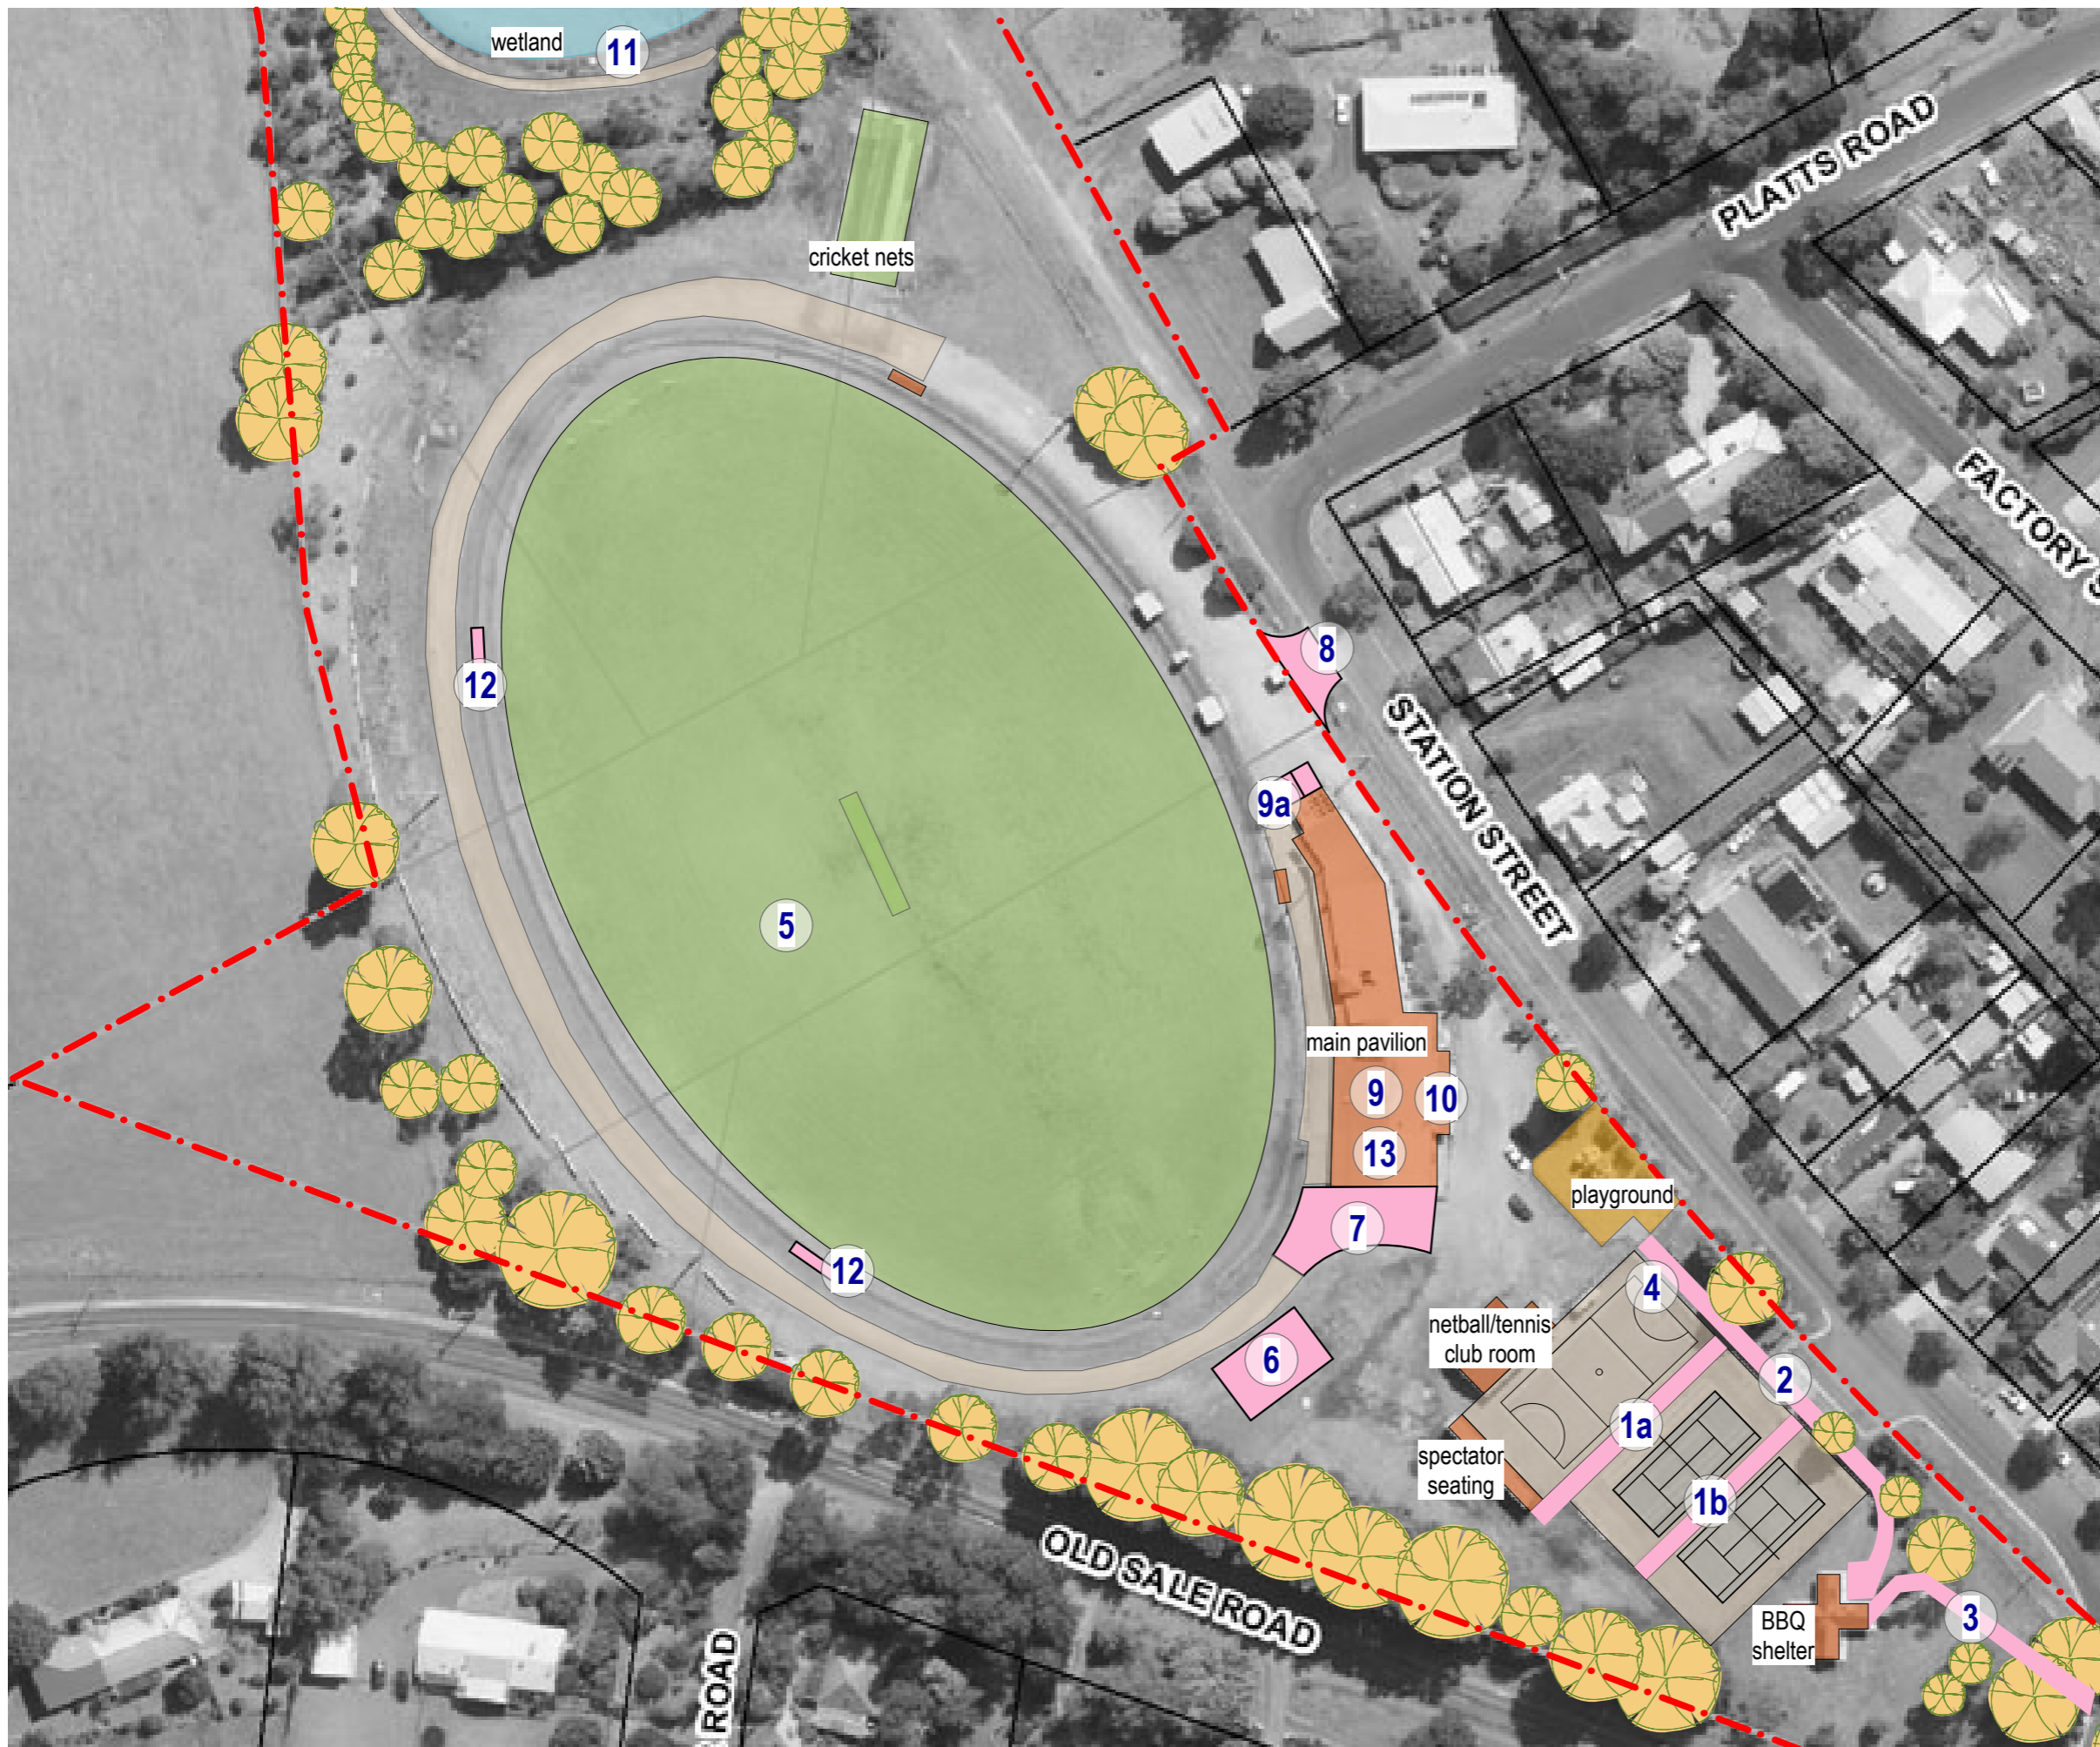 wetland
11
cricket nets
PLATTS ROAD
FACTORY S
8
12
STATION STREET
9a
5
main pavilion
9
10
13
playground
7
12
4
netball/tennis
club room
6
2
1a
spectator
seating
1b
OLD SALE ROAD
BBQ
shelter
3
ROAD